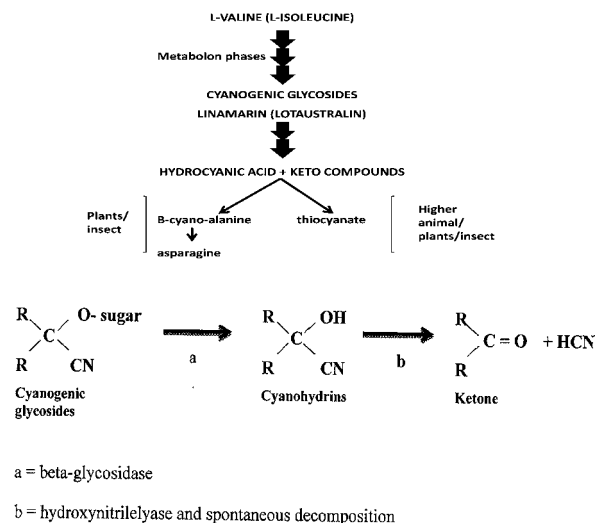 L-VALINE (L-ISOLEUCINE)
Metabolon phases
CYANOGENIC GLYCOSIDES
LINAMARIN (LOTAUSTRALIN)
HYDROCYANIC ACID + KETO COMPOUNDS
Plants/
insect
B-cyano-alanine
asparagine
thiocyanate
Higher
animal/
plants/insect
R
O- sugar
C
R
CN
Cyanogenic
glycosides
a
R
OH
C
R
CN
Cyanohydrins
b
R
C = O + HCN
R
Ketone
a = beta-glycosidase
b = hydroxynitrilelyase and spontaneous decomposition